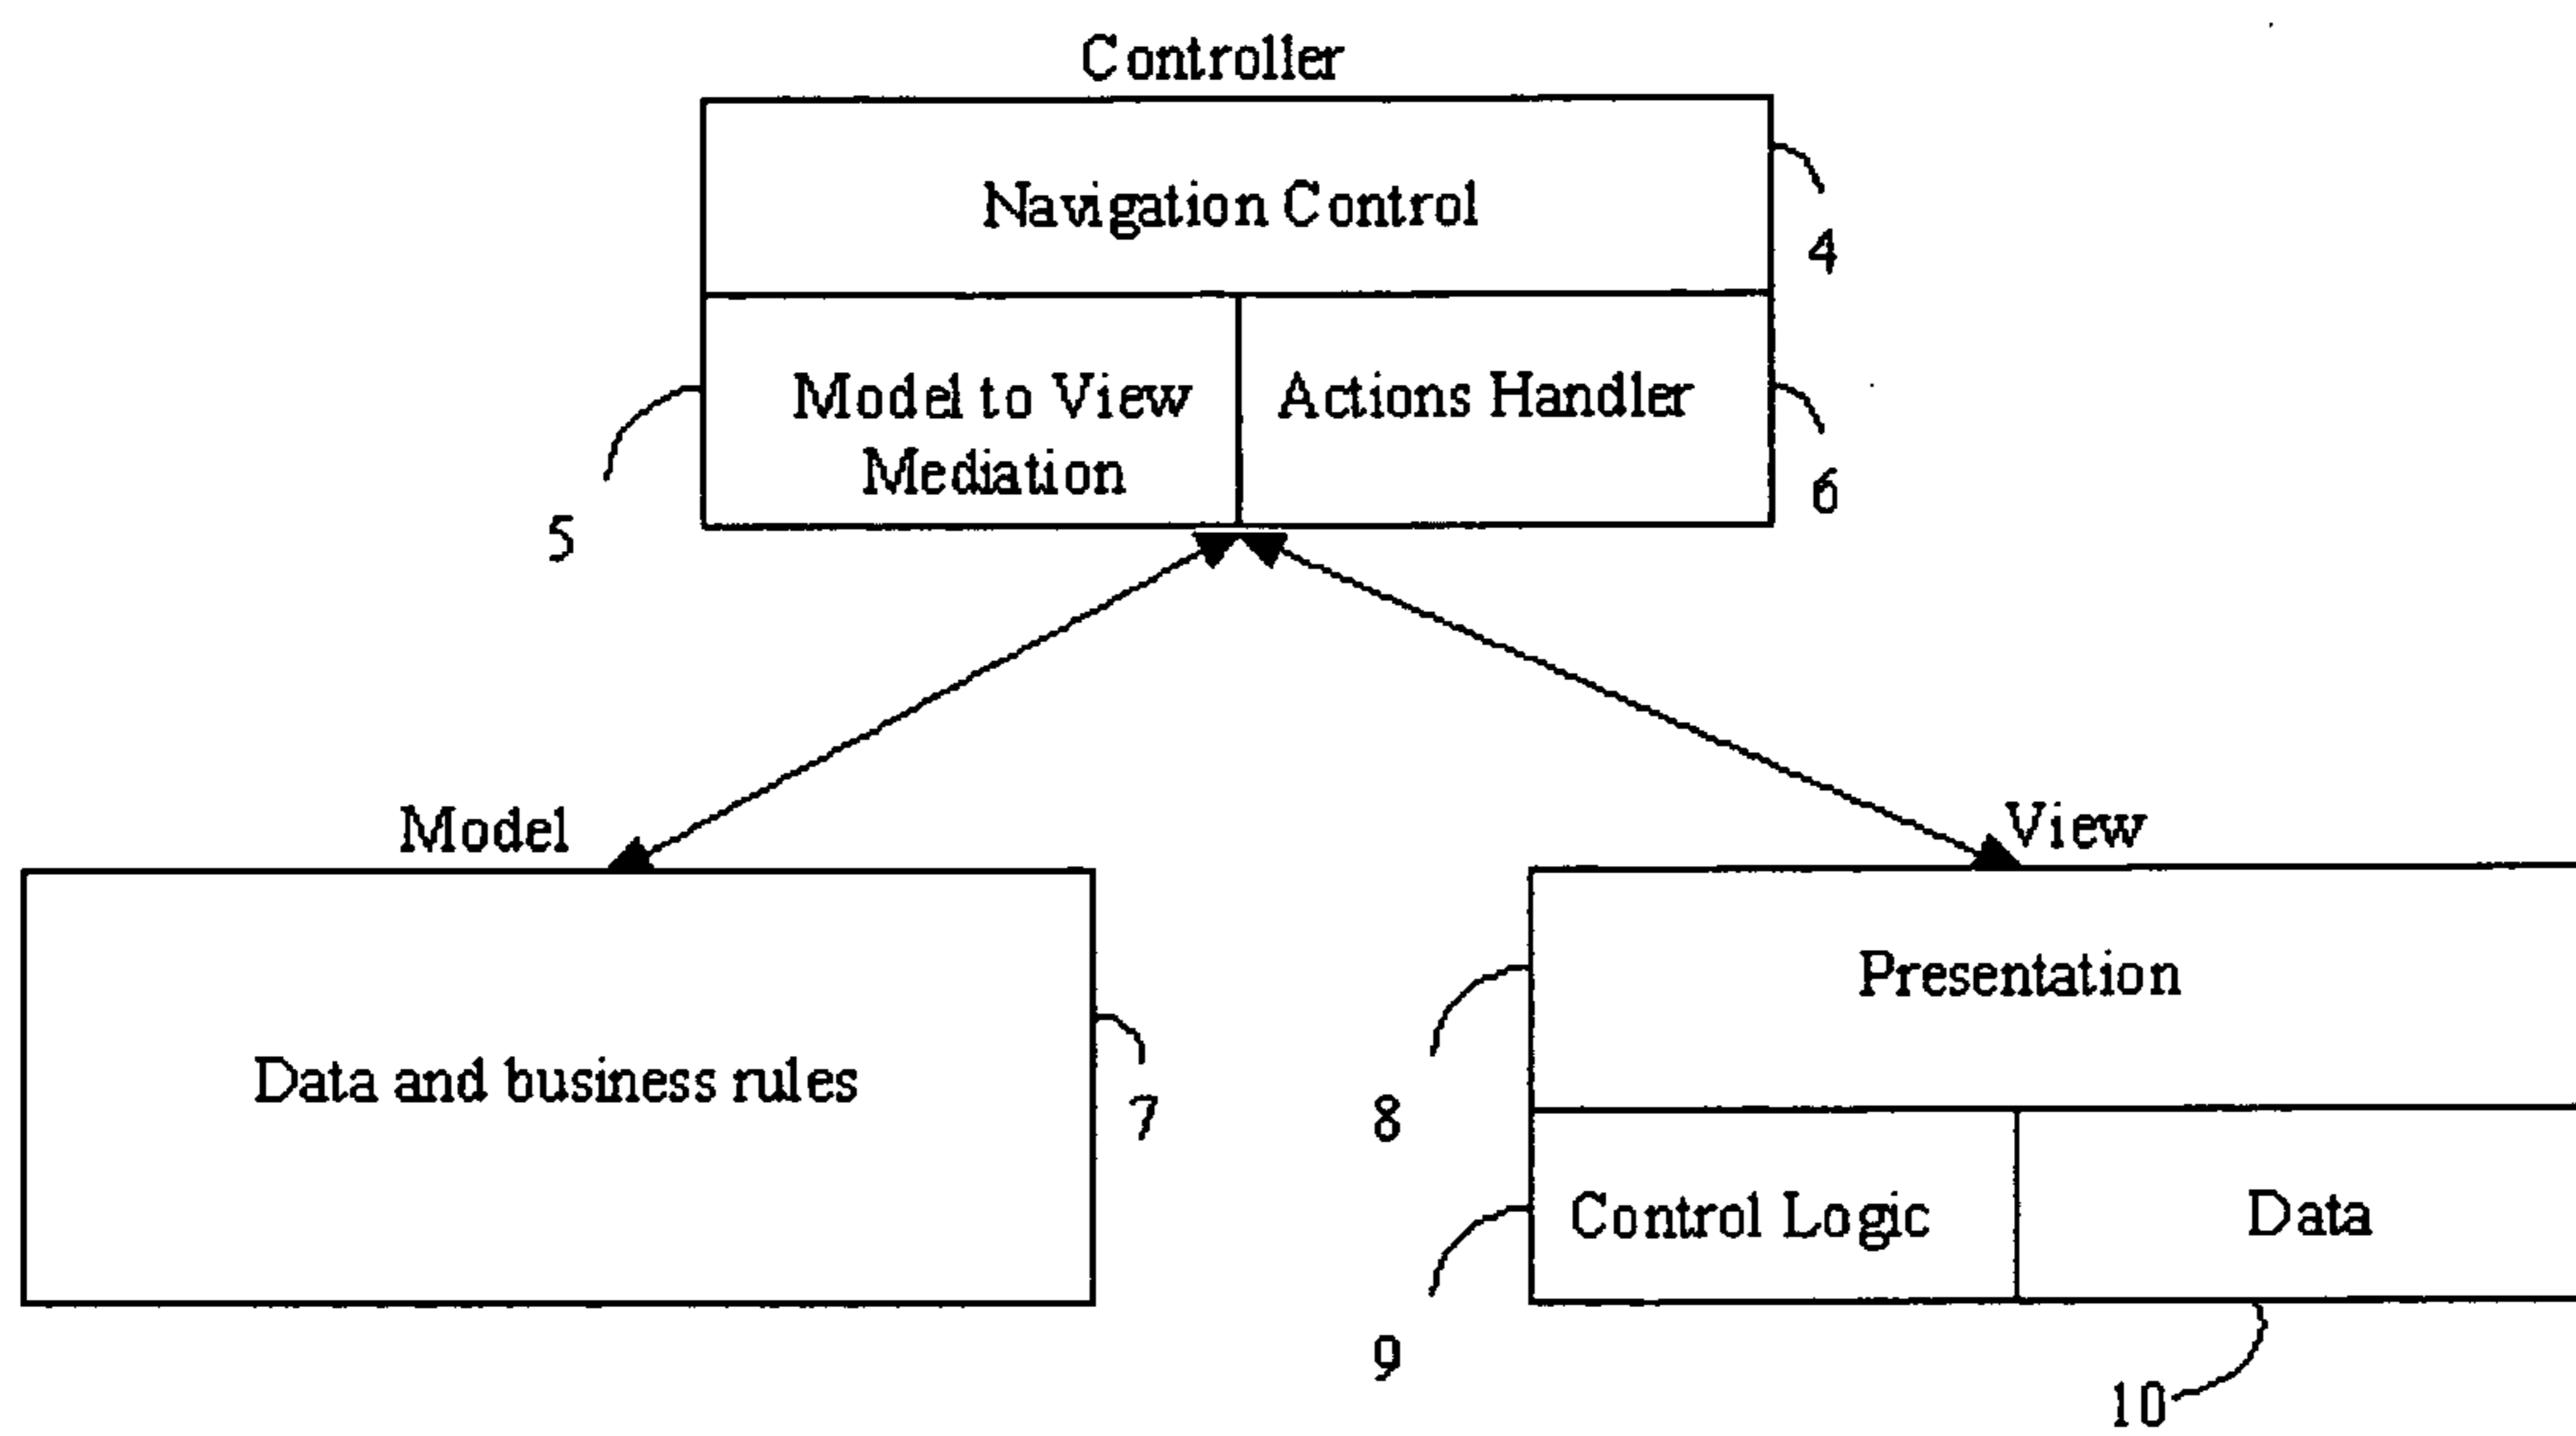 Controller
Navigation Control
4
Model to View
Mediation
Actions Handler
5
6
Model
View
Data and business rules
7
Presentation
8
Control Logic
Data
9
10